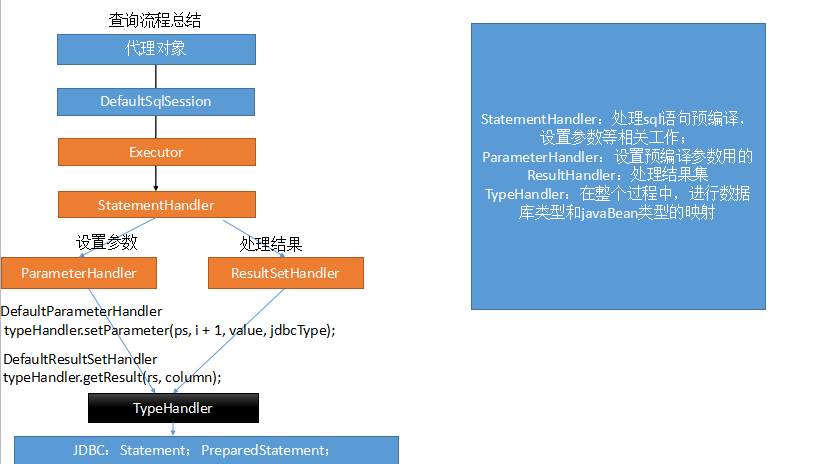 查询流程总结
代理对象
DefaultSqlSession
Executor
StatementHandler
设置参数
处理结果
ParameterHandler
ResultSetHandler
DefaultParameterHandler
typeHandler.setParameter(ps, i + 1, value, jdbcType);
DefaultResultSetHandler
typeHandler.getResult(rs, column);
TypeHandler
JDBC：Statement；PreparedStatement；
StatementHandler：处理sql语句预编译，
设置参数等相关工作；
ParameterHandler：设置预编译参数用的
ResultHandler：处理结果集
TypeHandler：在整个过程中，进行数据
库类型和javaBean类型的映射